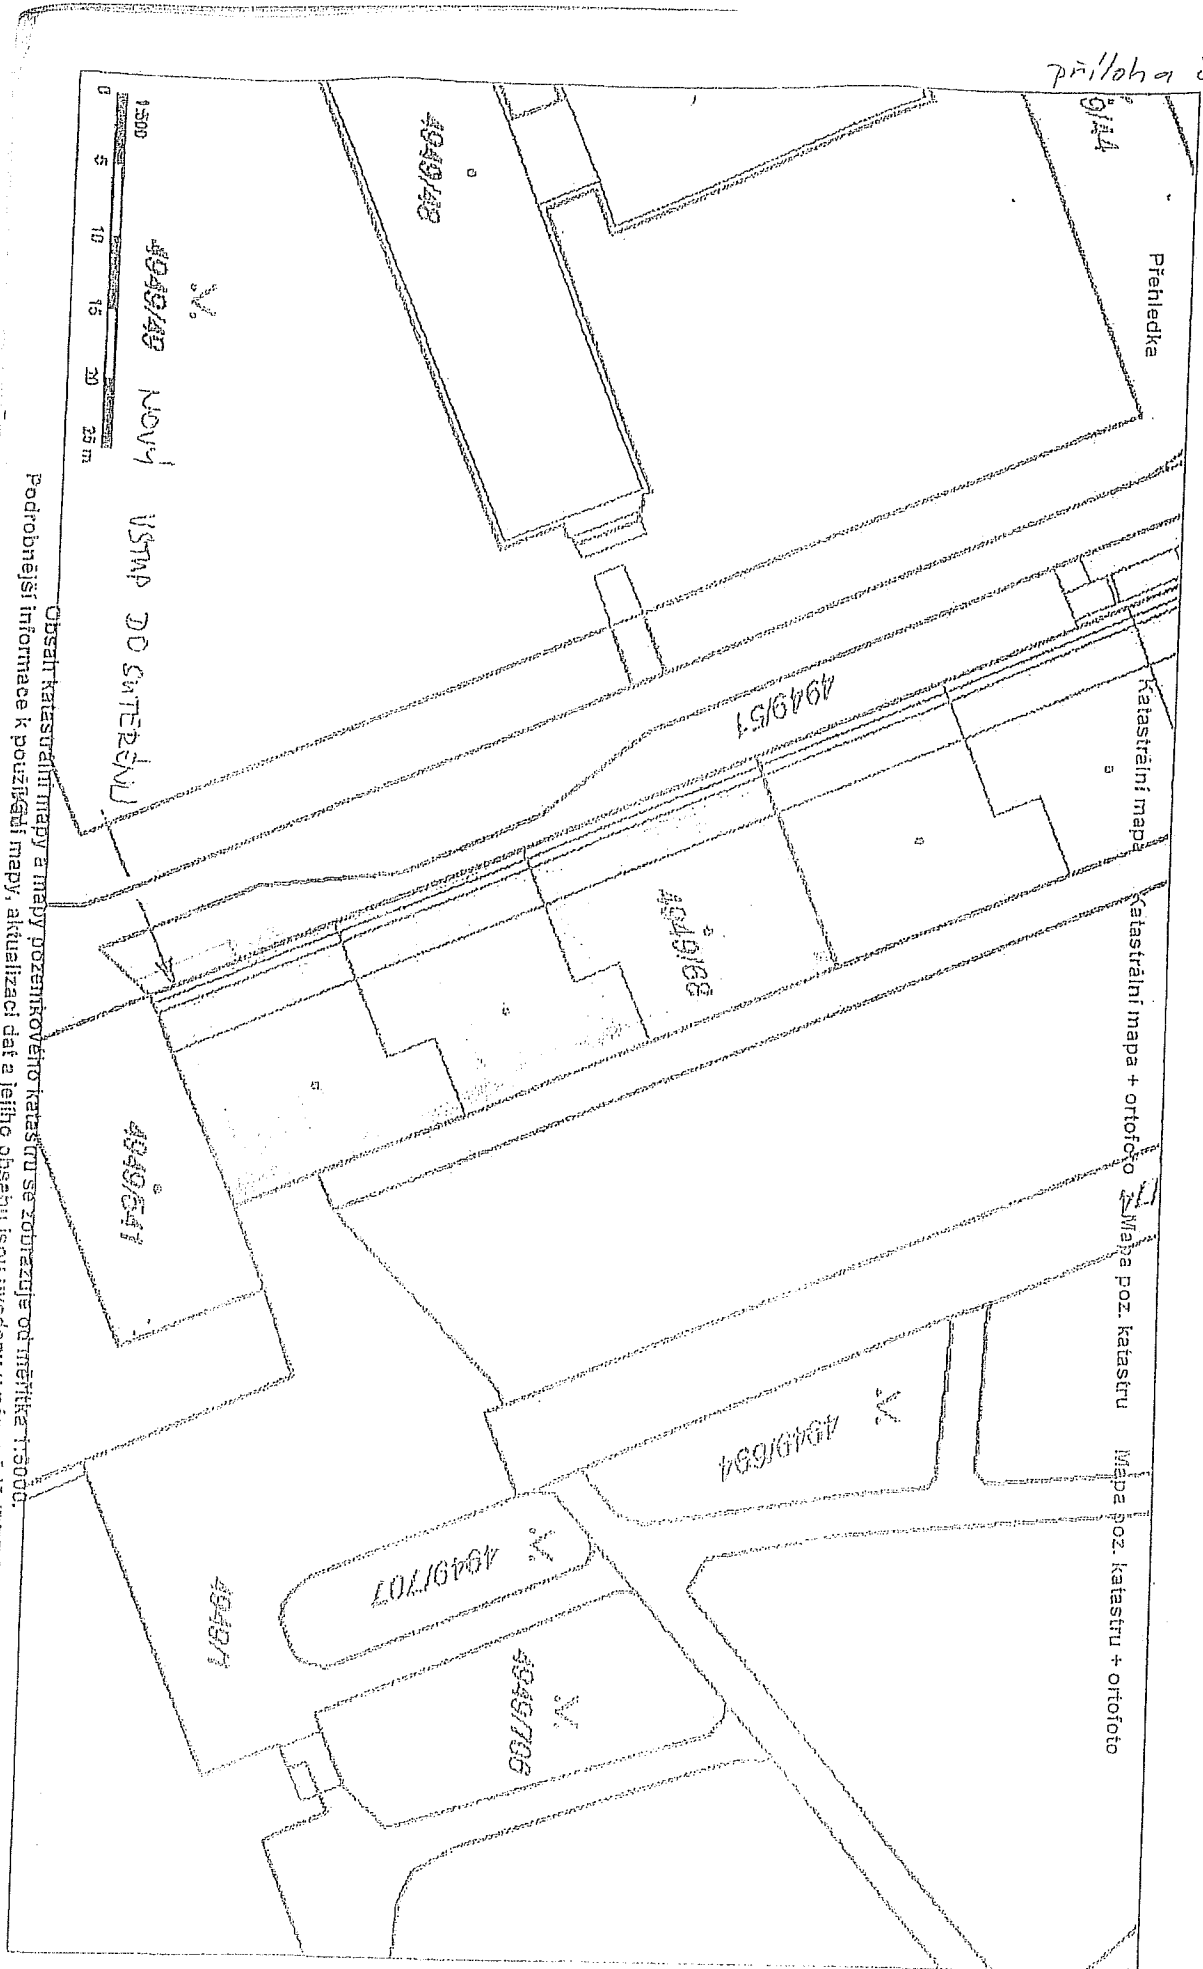 příloha
Přehledka Katastrální mapa Katastrální mapa + ortofoto Mapa poz. katastru Mapa poz. katastru + ortofoto
4949/48
4949/51
4949/68
4949/694
4949/707
4949/706
4949/1
4949/641
4949/49 NOVÝ VSTUP DO SUTERÉNU
1:500
0 5 10 15 20 25 m
Obsah katastrální mapy a mapy pozemkového katastru se zobrazuje od měřítka 1:5000.
Podrobnější informace k používání mapy, aktualizaci dat a jejího obsahu jsou